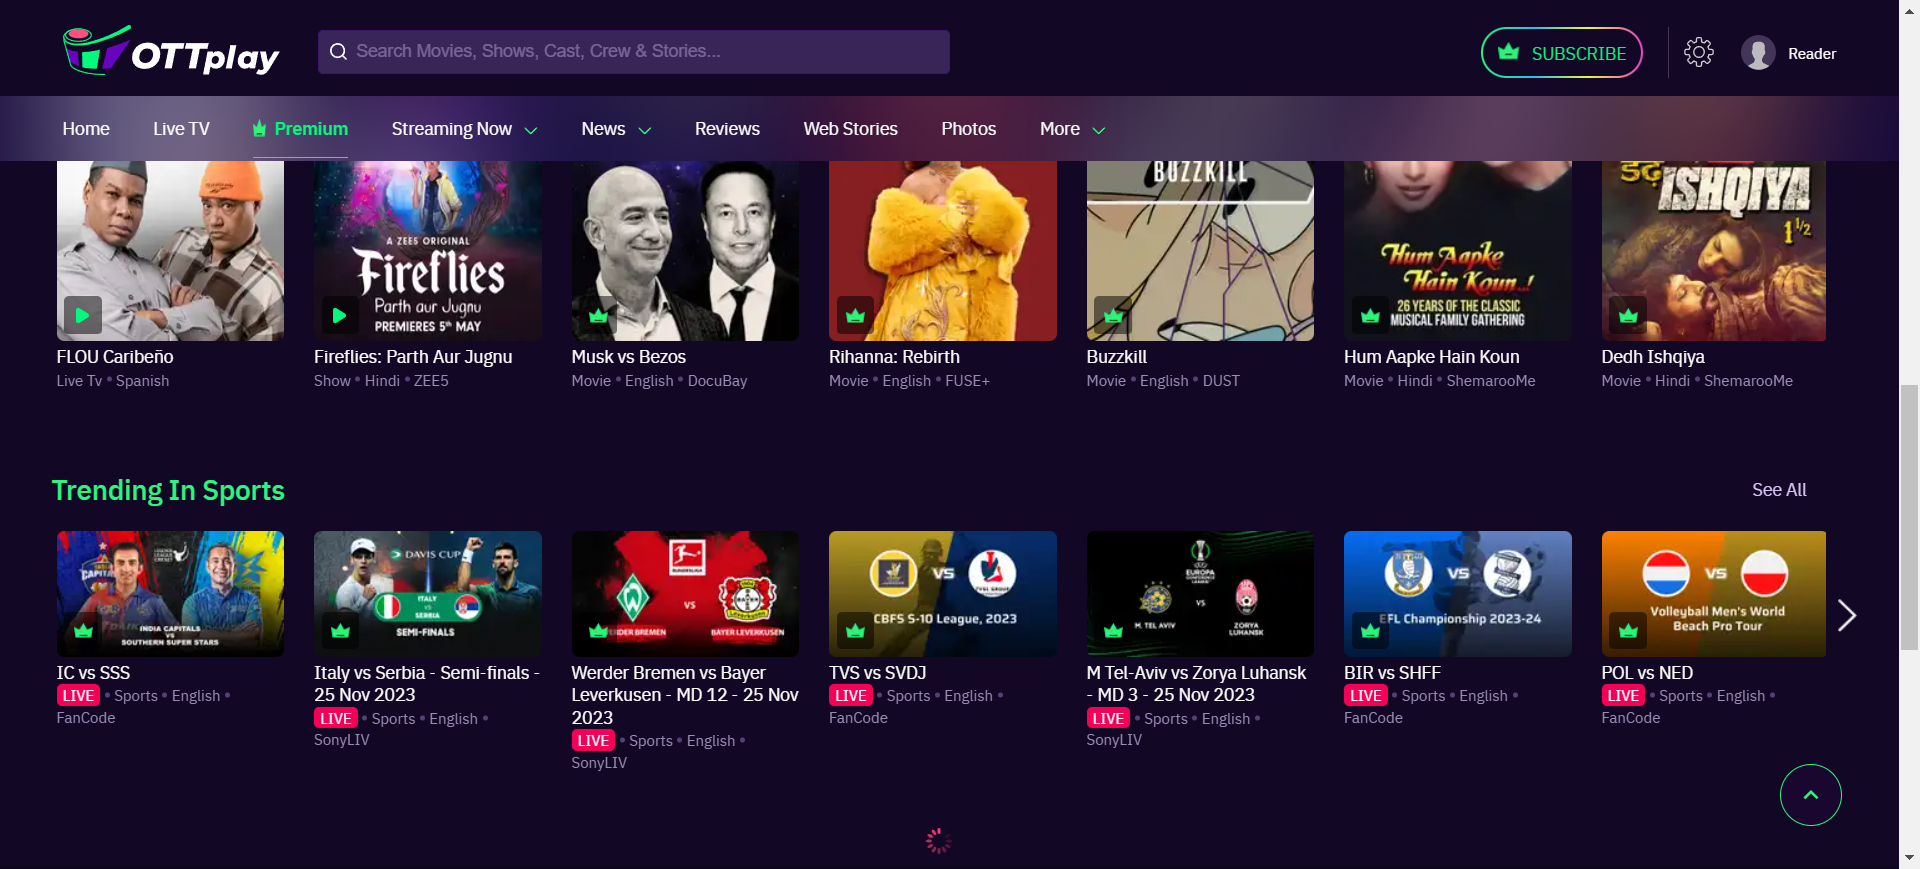 OTTplay
Search Movies, Shows, Cast, Crew & Stories...
SUBSCRIBE
Reader
Home
Live TV
Premium
Streaming Now
News
Reviews
Web Stories
Photos
More
FLOU Caribeño
Live Tv • Spanish
A ZEE5 ORIGINAL
Fireflies
Parth aur Jugnu
PREMIERES 5th MAY
Fireflies: Parth Aur Jugnu
Show • Hindi • ZEE5
Musk vs Bezos
Movie • English • DocuBay
Rihanna: Rebirth
Movie • English • FUSE+
BUZZKILL
Buzzkill
Movie • English • DUST
Hum Aapke
Hain Koun..!
26 YEARS OF THE CLASSIC
MUSICAL FAMILY GATHERING
Hum Aapke Hain Koun
Movie • Hindi • ShemarooMe
ISHQIYA
1 1/2
Dedh Ishqiya
Movie • Hindi • ShemarooMe
Trending In Sports
See All
INDIA CAPITALS
VS
SOUTHERN SUPER STARS
IC vs SSS
LIVE • Sports • English •
FanCode
DAVIS CUP
ITALY
VS
SERBIA
SEMI-FINALS
Italy vs Serbia - Semi-finals -
25 Nov 2023
LIVE • Sports • English •
SonyLIV
BUNDESLIGA
VS
BREMEN
BAYER LEVERKUSEN
Werder Bremen vs Bayer
Leverkusen - MD 12 - 25 Nov
2023
LIVE • Sports • English •
SonyLIV
VS
CBFS S-10 League, 2023
TVS vs SVDJ
LIVE • Sports • English •
FanCode
EUROPA
CONFERENCE
LEAGUE
VS
M. TEL AVIV
ZORYA
LUHANSK
M Tel-Aviv vs Zorya Luhansk
- MD 3 - 25 Nov 2023
LIVE • Sports • English •
SonyLIV
VS
EFL Championship 2023-24
BIR vs SHFF
LIVE • Sports • English •
FanCode
VS
Volleyball Men's World
Beach Pro Tour
POL vs NED
LIVE • Sports • English •
FanCode